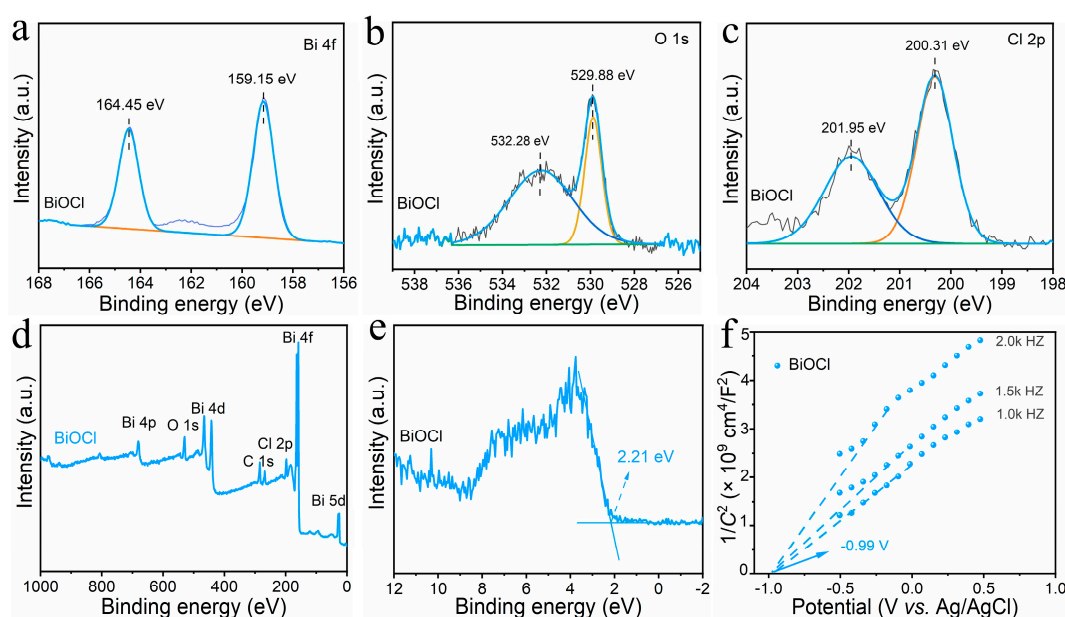 a
Bi 4f
164.45 eV
159.15 eV
BiOCl
Intensity (a.u.)
168 166 164 162 160 158 156
Binding energy (eV)
b
O 1s
529.88 eV
532.28 eV
BiOCl
Intensity (a.u.)
538 536 534 532 530 528 526
Binding energy (eV)
c
Cl 2p
200.31 eV
201.95 eV
BiOCl
Intensity (a.u.)
204 203 202 201 200 199 198
Binding energy (eV)
d
Bi 4f
Bi 4d
O 1s
Bi 4p
Cl 2p
C 1s
BiOCl
Bi 5d
Intensity (a.u.)
1000 800 600 400 200 0
Binding energy (eV)
e
BiOCl
2.21 eV
Intensity (a.u.)
12 10 8 6 4 2 0 -2
Binding energy (eV)
f
BiOCl
2.0k HZ
1.5k HZ
1.0k HZ
-0.99 V
1/C² (× 10⁹ cm⁴/F²)
5
4
3
2
1
0
-1.0 -0.5 0.0 0.5 1.0
Potential (V vs. Ag/AgCl)